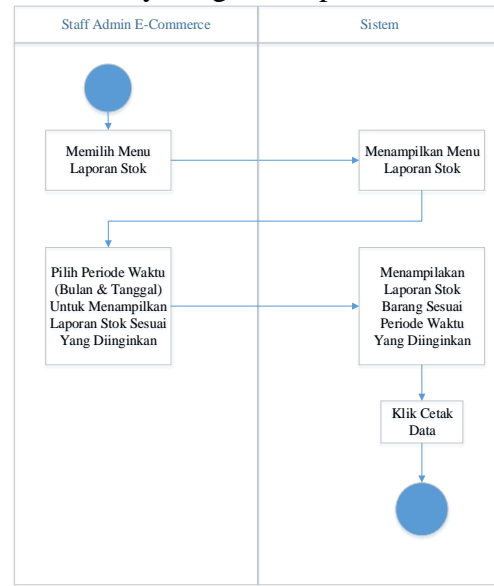 Staff Admin E-Commerce
Sistem
Memilih Menu
Laporan Stok
Menampilkan Menu
Laporan Stok
Pilih Periode Waktu
(Bulan & Tanggal)
Untuk Menampilkan
Laporan Stok Sesuai
Yang Diinginkan
Menampilakan
Laporan Stok
Barang Sesuai
Periode Waktu
Yang Diinginkan
Klik Cetak
Data